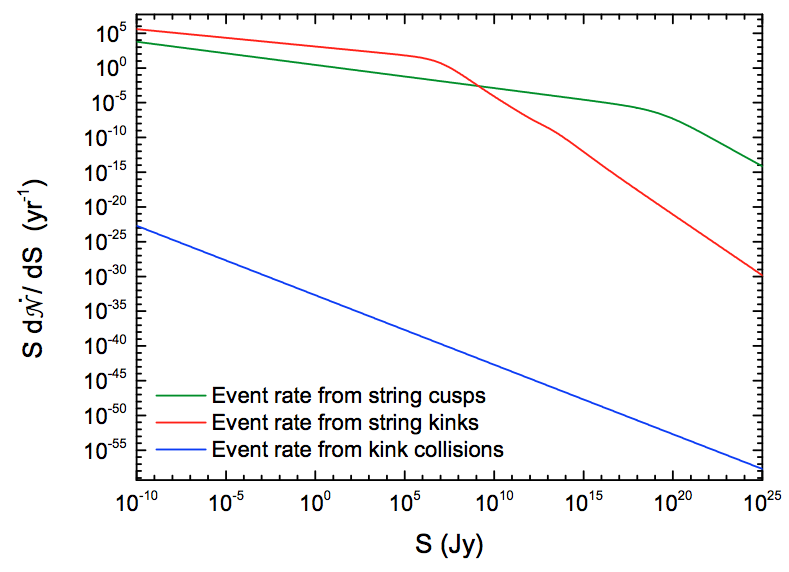 10^5
10^0
10^-5
10^-10
10^-15
10^-20
10^-25
10^-30
10^-35
10^-40
10^-45
10^-50
10^-55
S d𝒩̇/ dS (yr^-1)
Event rate from string cusps
Event rate from string kinks
Event rate from kink collisions
10^-10 10^-5 10^0 10^5 10^10 10^15 10^20 10^25
S (Jy)